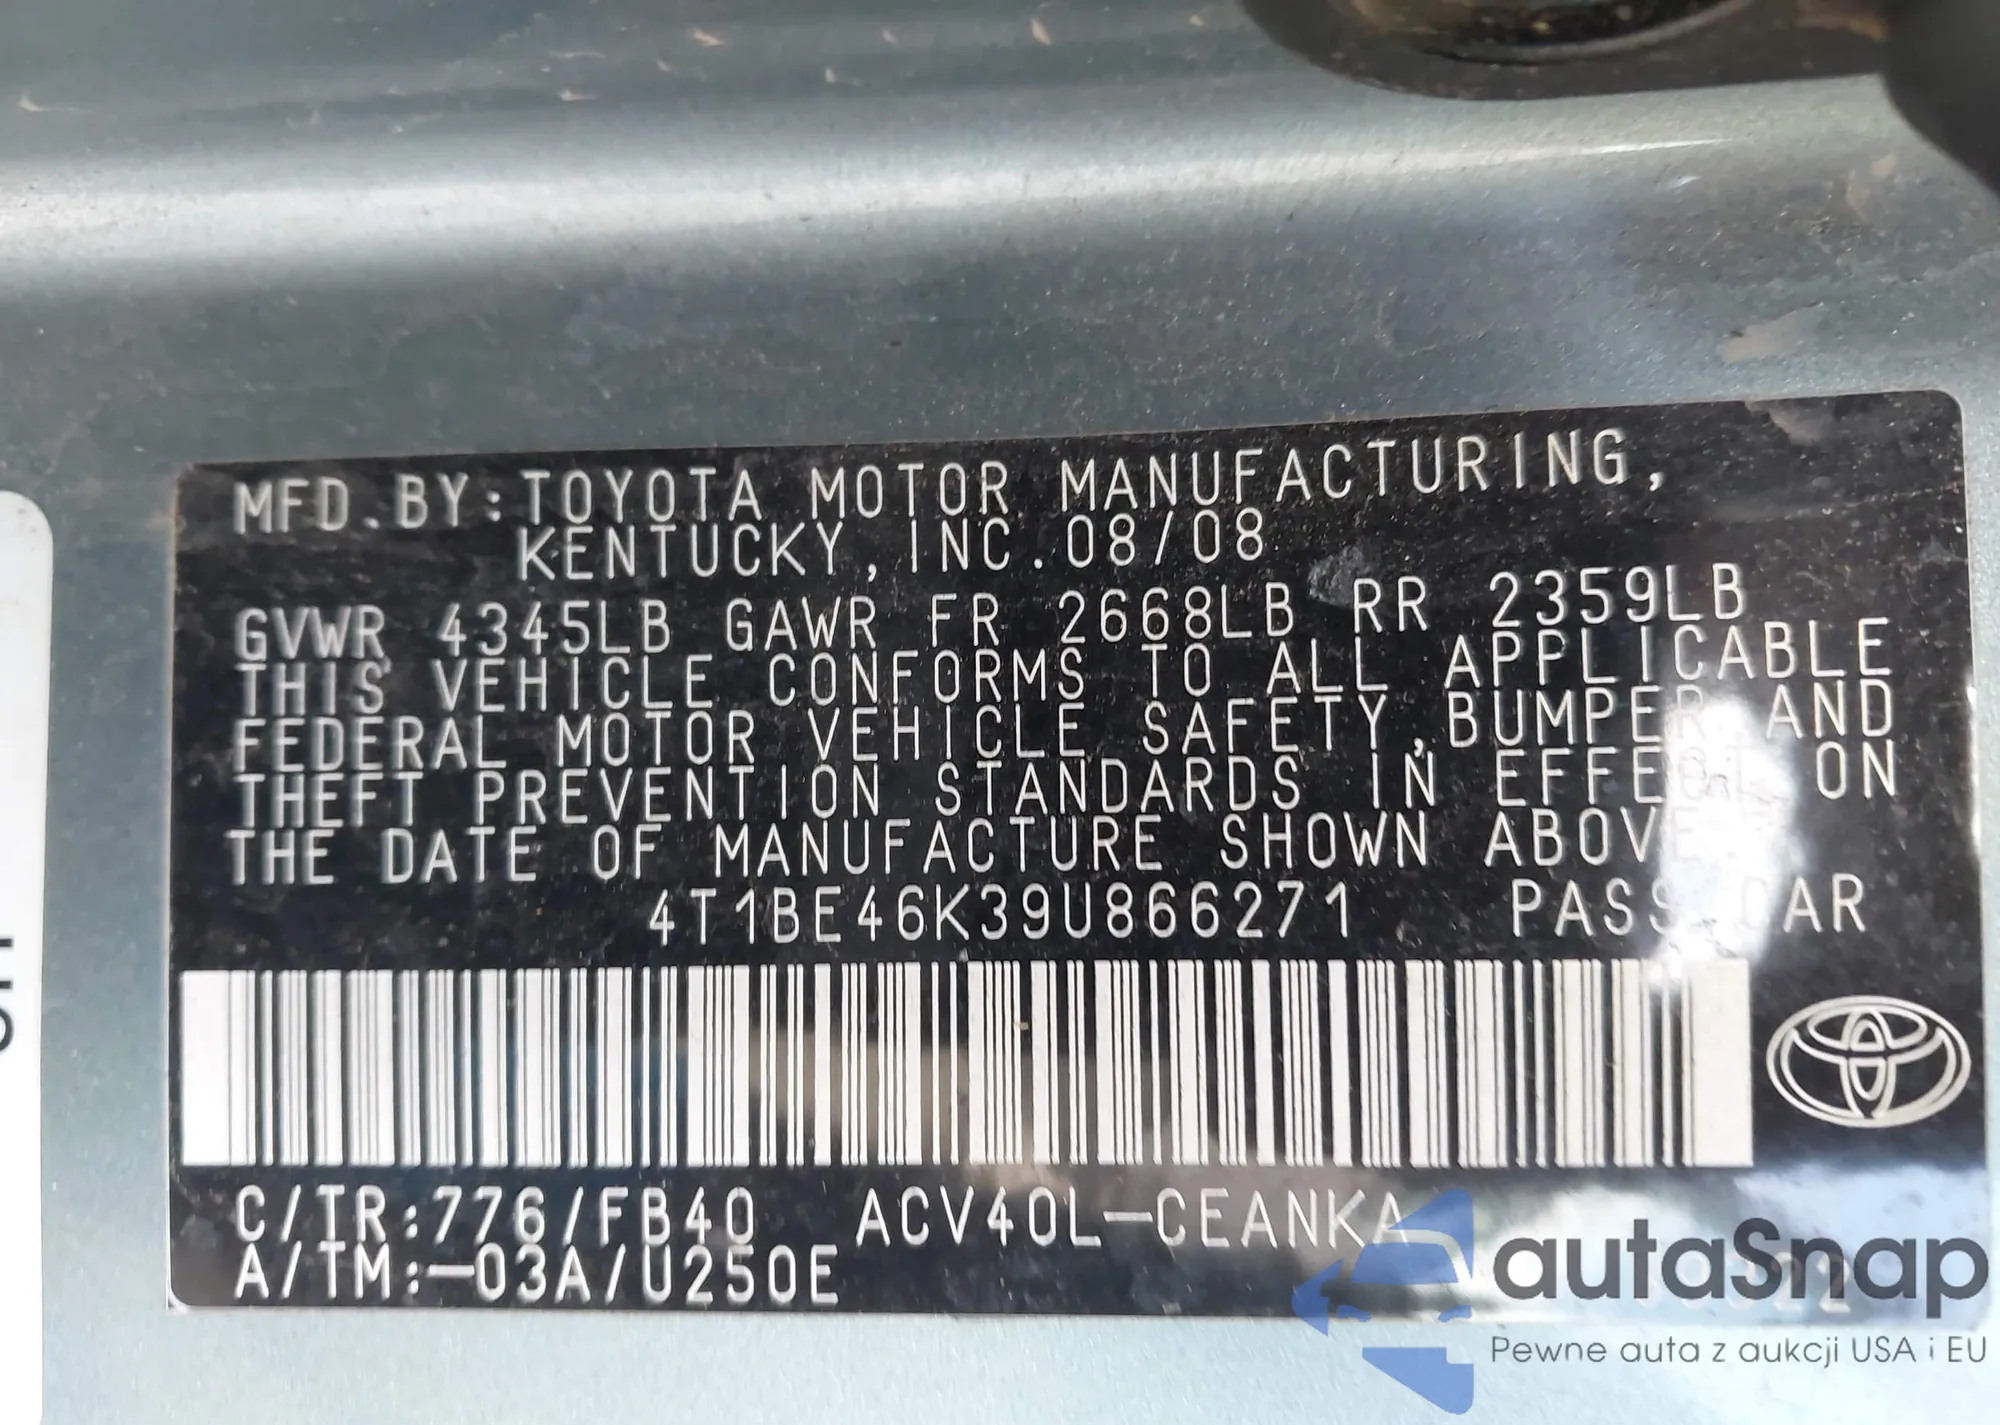 MFD.BY:TOYOTA MOTOR MANUFACTURING,
KENTUCKY,INC.08/08
GVWR 4345LB GAWR FR 2668LB RR 2359LB
THIS VEHICLE CONFORMS TO ALL APPLICABLE
FEDERAL MOTOR VEHICLE SAFETY,BUMPER AND
THEFT PREVENTION STANDARDS IN EFFECT ON
THE DATE OF MANUFACTURE SHOWN ABOVE.
4T1BE46K39U866271 PASS.CAR
C/TR:776/FB40 ACV40L-CEANKA
A/TM:-03A/U250E
autaSnap
Pewne auta z aukcji USA i EU